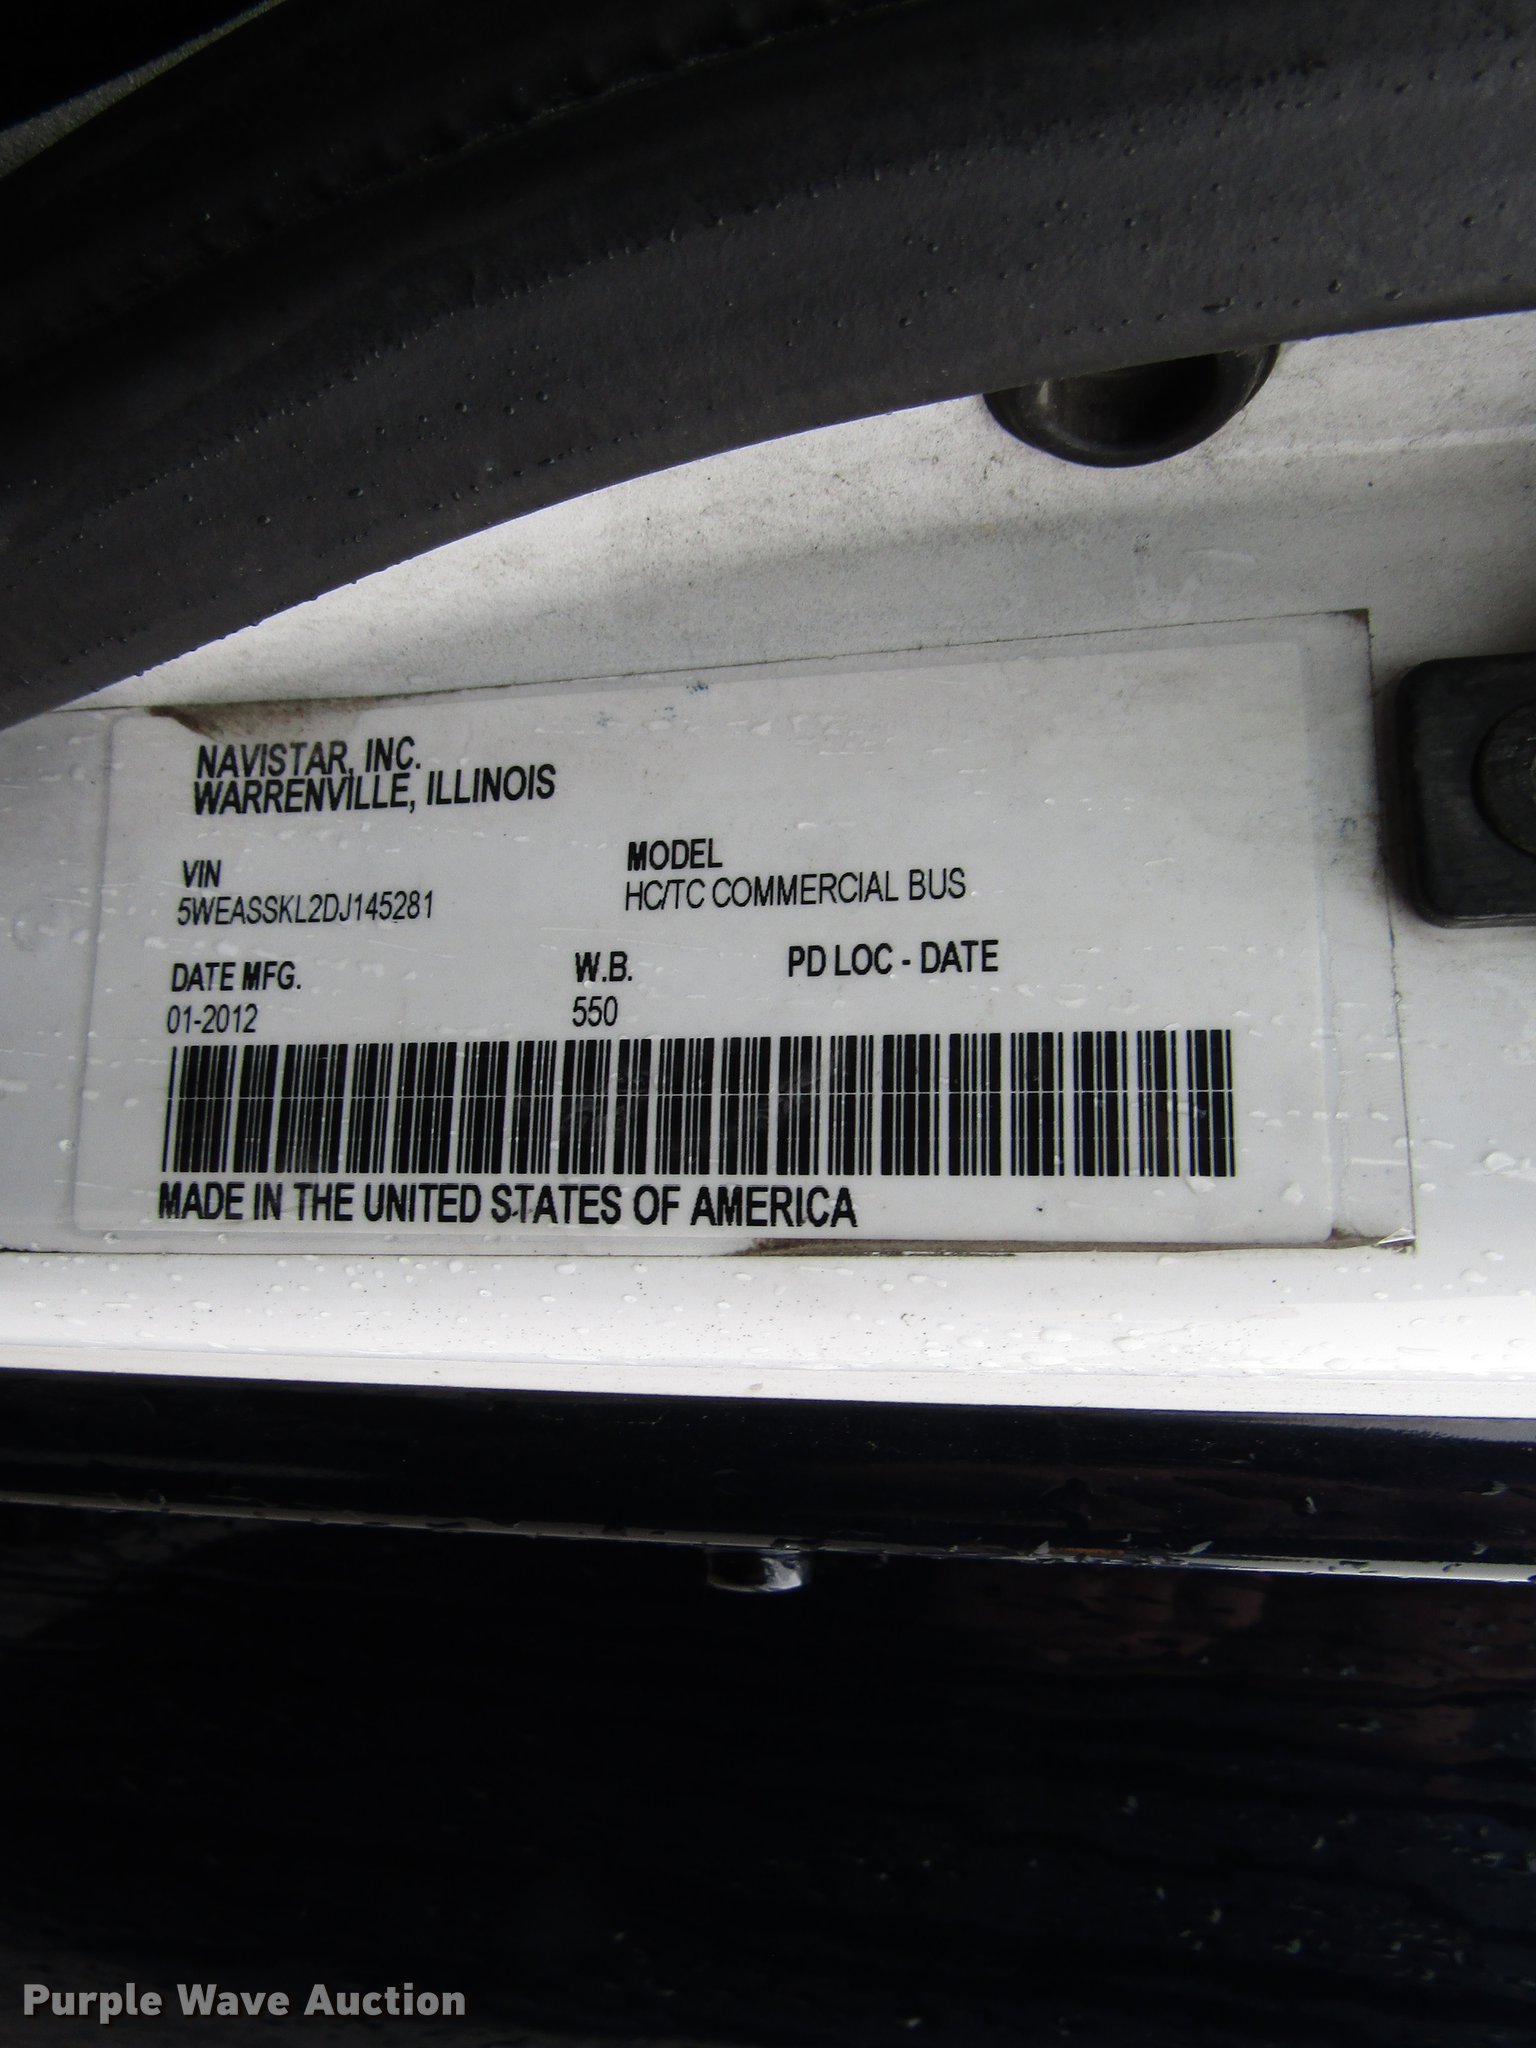 NAVISTAR, INC.
WARRENVILLE, ILLINOIS
VIN
5WEASSKL2DJ145281
MODEL
HC/TC COMMERCIAL BUS
DATE MFG.
01-2012
W.B.
550
PD LOC - DATE
MADE IN THE UNITED STATES OF AMERICA
Purple Wave Auction